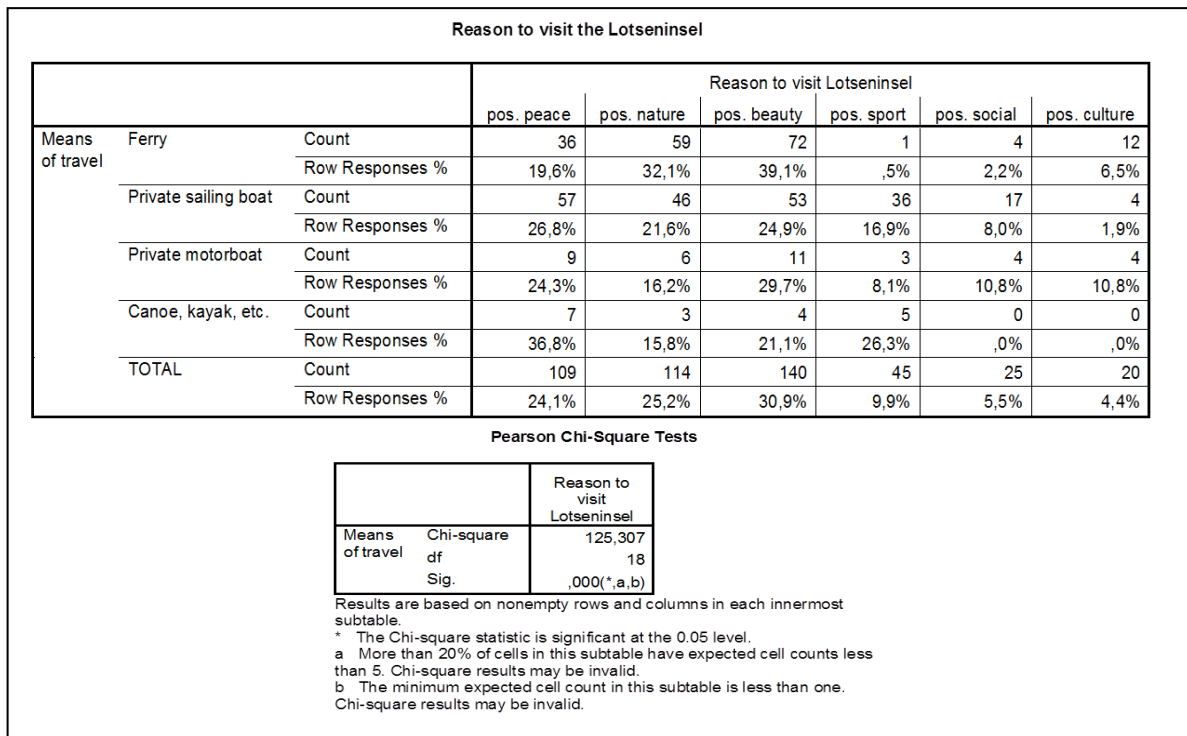 Reason to visit the Lotseninsel
Reason to visit Lotseninsel
pos. peace pos. nature pos. beauty pos. sport pos. social pos. culture
Means of travel Ferry Count 36 59 72 1 4 12
Row Responses % 19,6% 32,1% 39,1% ,5% 2,2% 6,5%
Private sailing boat Count 57 46 53 36 17 4
Row Responses % 26,8% 21,6% 24,9% 16,9% 8,0% 1,9%
Private motorboat Count 9 6 11 3 4 4
Row Responses % 24,3% 16,2% 29,7% 8,1% 10,8% 10,8%
Canoe, kayak, etc. Count 7 3 4 5 0 0
Row Responses % 36,8% 15,8% 21,1% 26,3% ,0% ,0%
TOTAL Count 109 114 140 45 25 20
Row Responses % 24,1% 25,2% 30,9% 9,9% 5,5% 4,4%
Pearson Chi-Square Tests
Reason to
visit
Lotseninsel
Means of travel Chi-square 125,307
df 18
Sig. ,000(*,a,b)
Results are based on nonempty rows and columns in each innermost
subtable.
* The Chi-square statistic is significant at the 0.05 level.
a More than 20% of cells in this subtable have expected cell counts less
than 5. Chi-square results may be invalid.
b The minimum expected cell count in this subtable is less than one.
Chi-square results may be invalid.